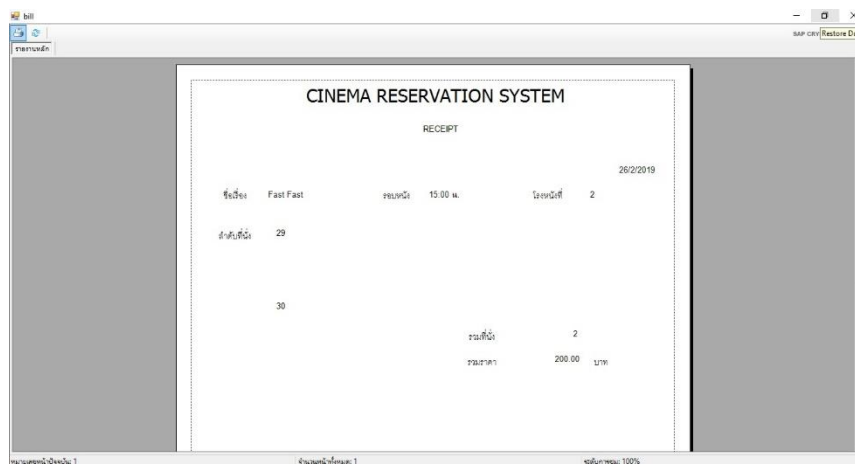 bill
SAP CRY Restore Do
รายงานหลัก
CINEMA RESERVATION SYSTEM
RECEIPT
26/2/2019
ชื่อเรื่อง Fast Fast รอบหนัง 15:00 น. โรงหนังที่ 2
ลำดับที่นั่ง 29
30
รวมที่นั่ง 2
รวมราคา 200.00 บาท
หมายเลขหน้าปัจจุบัน: 1 จำนวนหน้าทั้งหมด: 1 ระดับการซูม: 100%